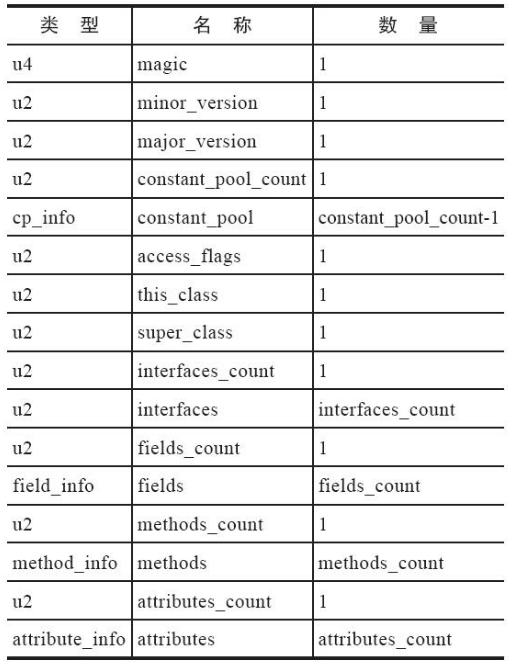 类 型 名 称 数 量
u4 magic 1
u2 minor_version 1
u2 major_version 1
u2 constant_pool_count 1
cp_info constant_pool constant_pool_count-1
u2 access_flags 1
u2 this_class 1
u2 super_class 1
u2 interfaces_count 1
u2 interfaces interfaces_count
u2 fields_count 1
field_info fields fields_count
u2 methods_count 1
method_info methods methods_count
u2 attributes_count 1
attribute_info attributes attributes_count